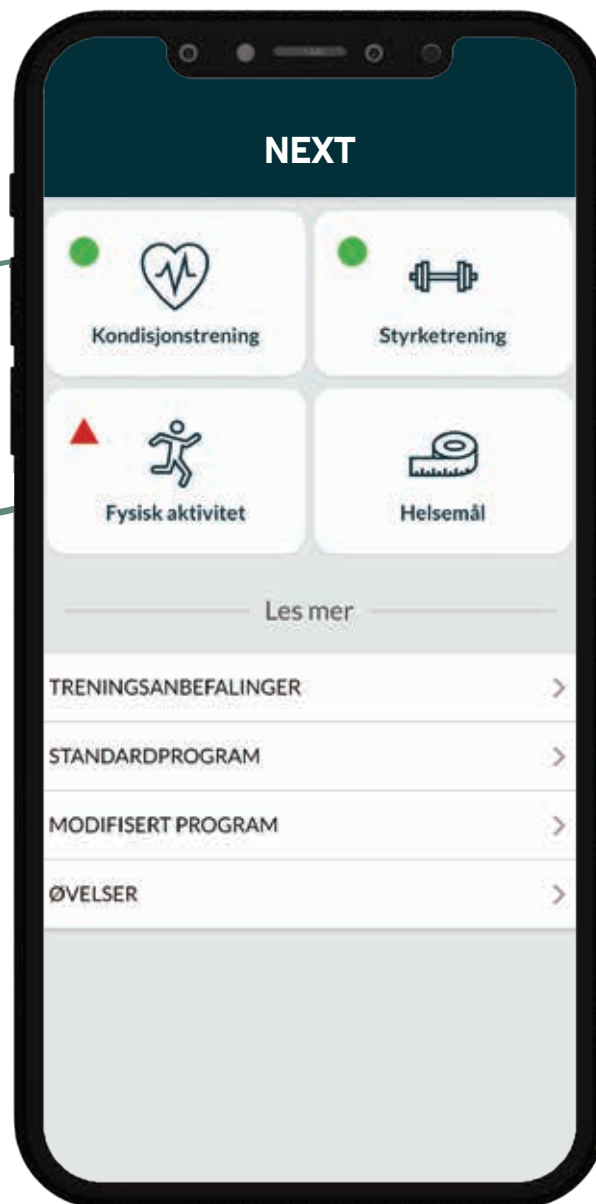 NEXT
Kondisjonstrening
Styrketrening
Fysisk aktivitet
Helsemål
Les mer
TRENINGSANBEFALINGER
STANDARDPROGRAM
MODIFISERT PROGRAM
ØVELSER